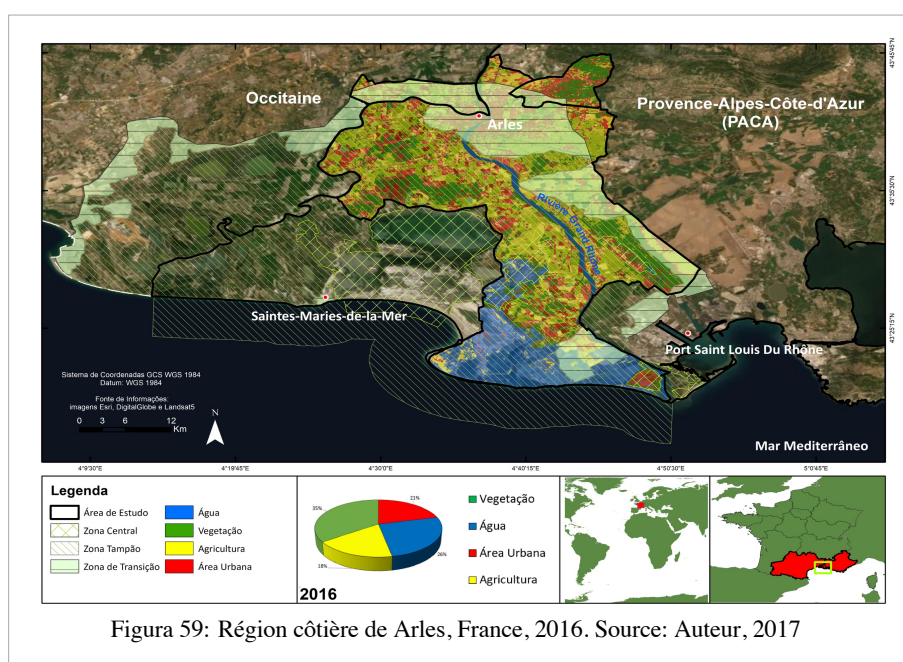 Occitaine
Provence-Alpes-Côte-d'Azur
(PACA)
Arles
Rivière Grand Rhône
Saintes-Maries-de-la-Mer
Port Saint Louis Du Rhône
Mar Mediterrâneo
Sistema de Coordenadas GCS WGS 1984
Datum: WGS 1984
Fonte de Informações:
imagens Esri, DigitalGlobe e Landsat5
0 3 6 12
Km
N
43°45'45"N
43°35'30"N
43°25'15"N
4°9'30"E
4°19'45"E
4°30'0"E
4°40'15"E
4°50'30"E
5°0'45"E
Legenda
Área de Estudo
Zona Central
Zona Tampão
Zona de Transição
Água
Vegetação
Agricultura
Área Urbana
35%
21%
26%
18%
2016
Vegetação
Água
Área Urbana
Agricultura
Figura 59: Région côtière de Arles, France, 2016. Source: Auteur, 2017